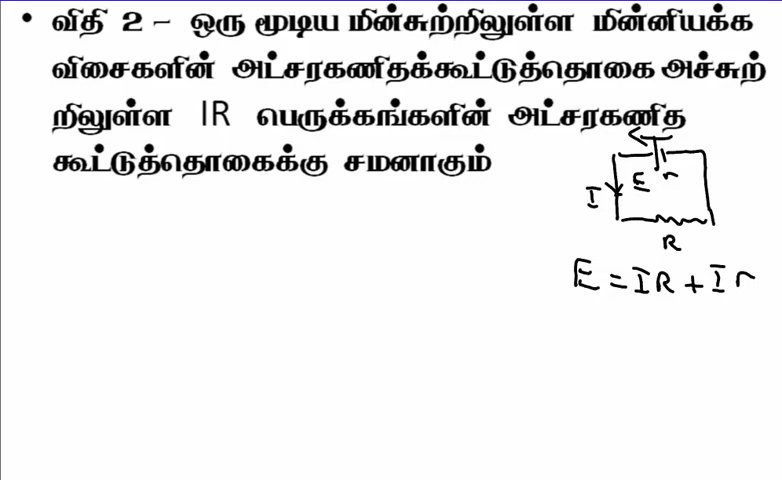 • விதி 2 – ஒரு மூடிய மின்சுற்றிலுள்ள மின்னியக்க
விசைகளின் அட்சரகணிதக்கூட்டுத்தொகை அச்சுற்
றிலுள்ள IR பெருக்கங்களின் அட்சரகணித
கூட்டுத்தொகைக்கு சமனாகும்
E r
I
R
E = IR + Ir